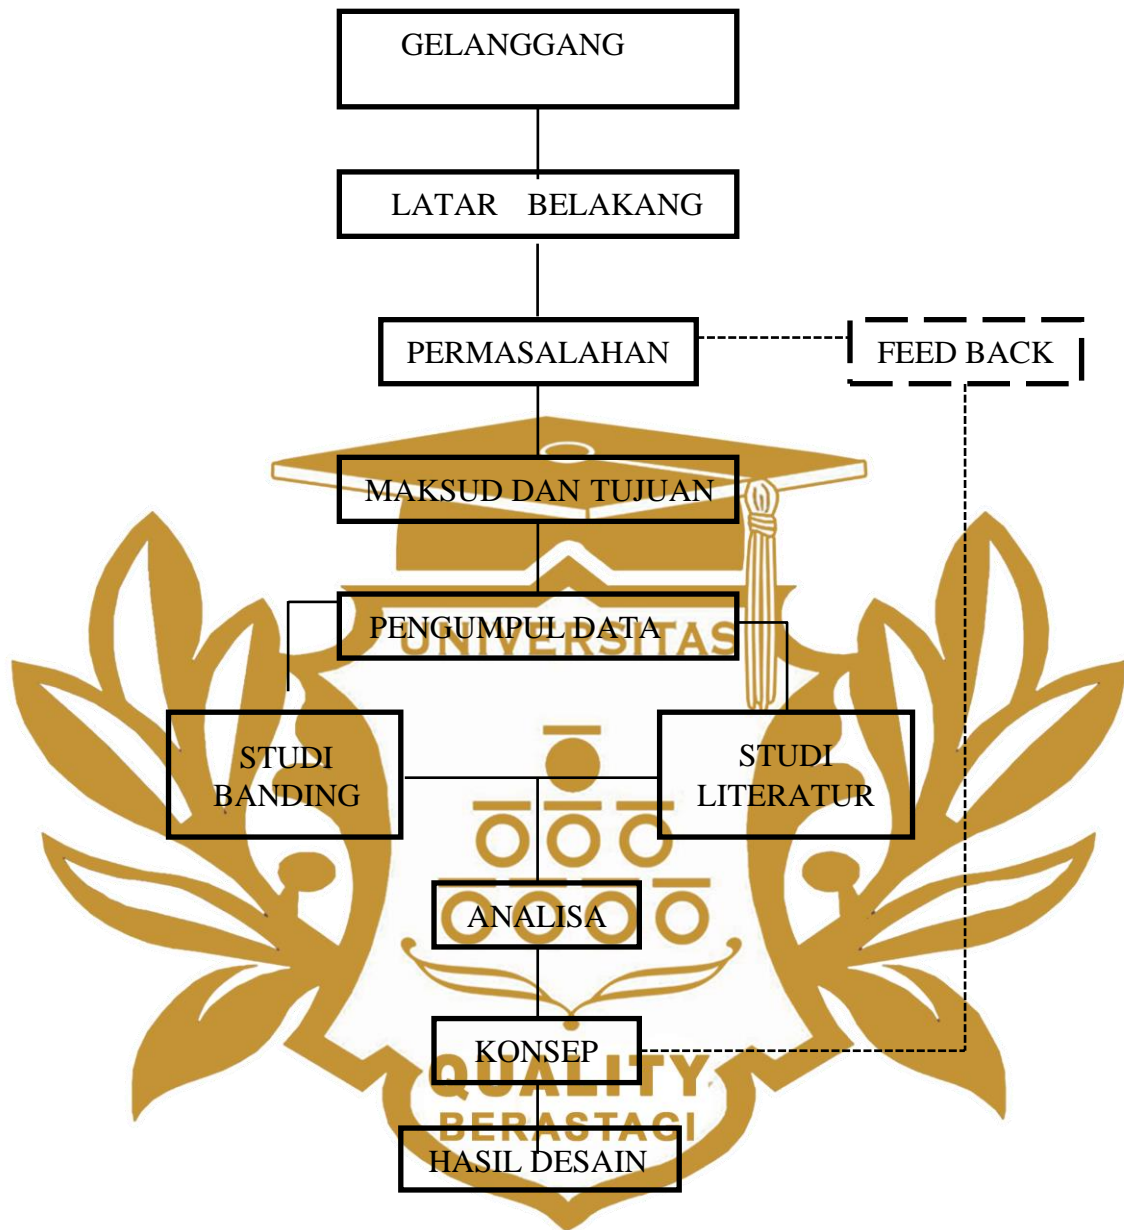 GELANGGANG
LATAR BELAKANG
PERMASALAHAN
FEED BACK
MAKSUD DAN TUJUAN
PENGUMPUL DATA
UNIVERSITAS
STUDI
BANDING
STUDI
LITERATUR
ANALISA
KONSEP
QUALITY
BERASTAGI
HASIL DESAIN